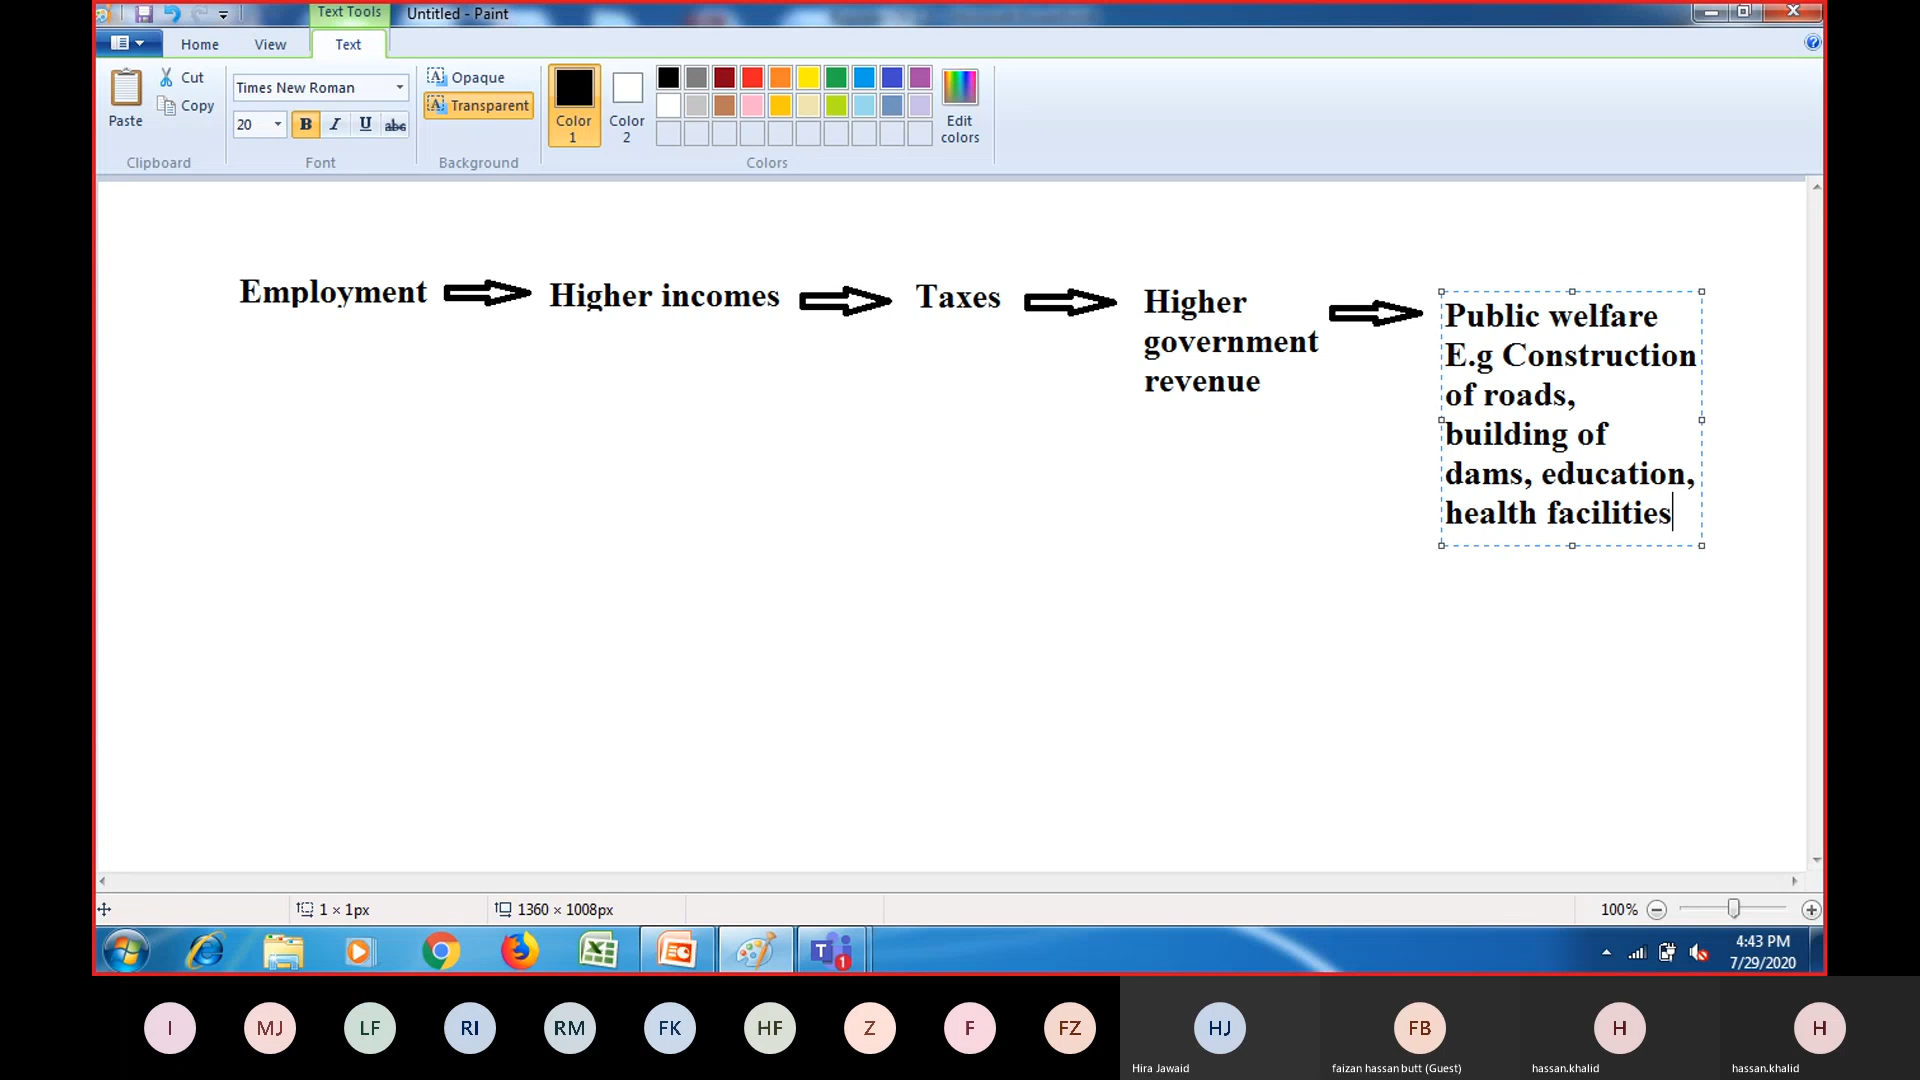 Text Tools
Untitled - Paint
Home
View
Text
Paste
Cut
Copy
Clipboard
Times New Roman
20
B I U abc
Font
Opaque
Transparent
Background
Color
1
Color
2
Edit
colors
Colors
Employment
Higher incomes
Taxes
Higher
government
revenue
Public welfare
E.g Construction
of roads,
building of
dams, education,
health facilities
1 × 1px
1360 × 1008px
100%
T
1
4:43 PM
7/29/2020
I
MJ
LF
RI
RM
FK
HF
Z
F
FZ
HJ
Hira Jawaid
FB
faizan hassan butt (Guest)
H
hassan.khalid
H
hassan.khalid